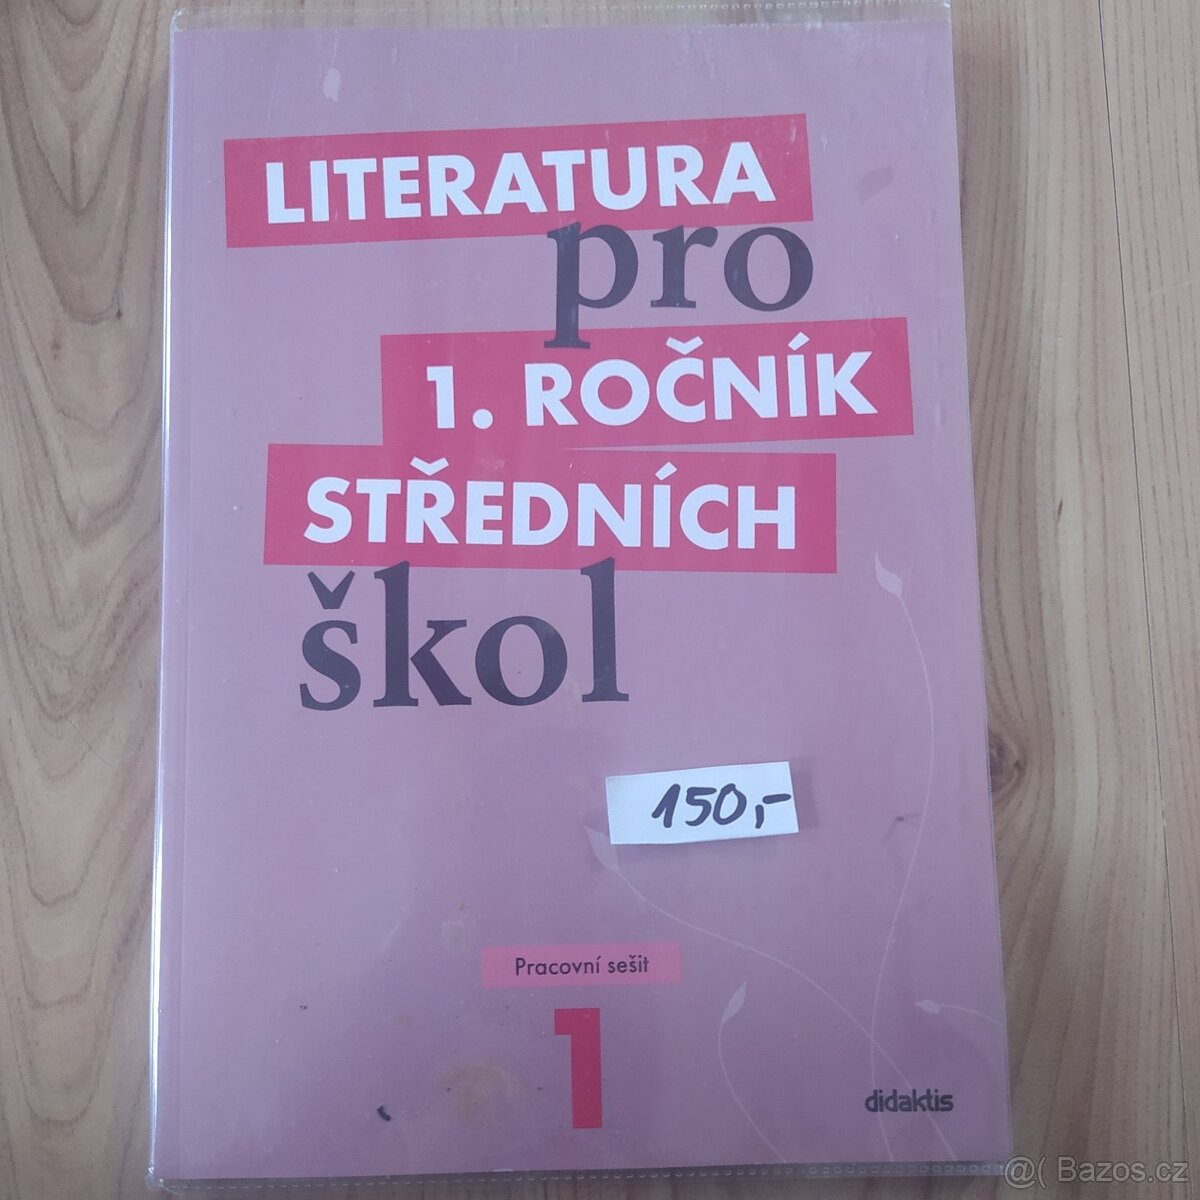 LITERATURA
pro
1. ROČNÍK
STŘEDNÍCH
škol
150,-
Pracovní sešit
1
didaktis
@( Bazos.cz